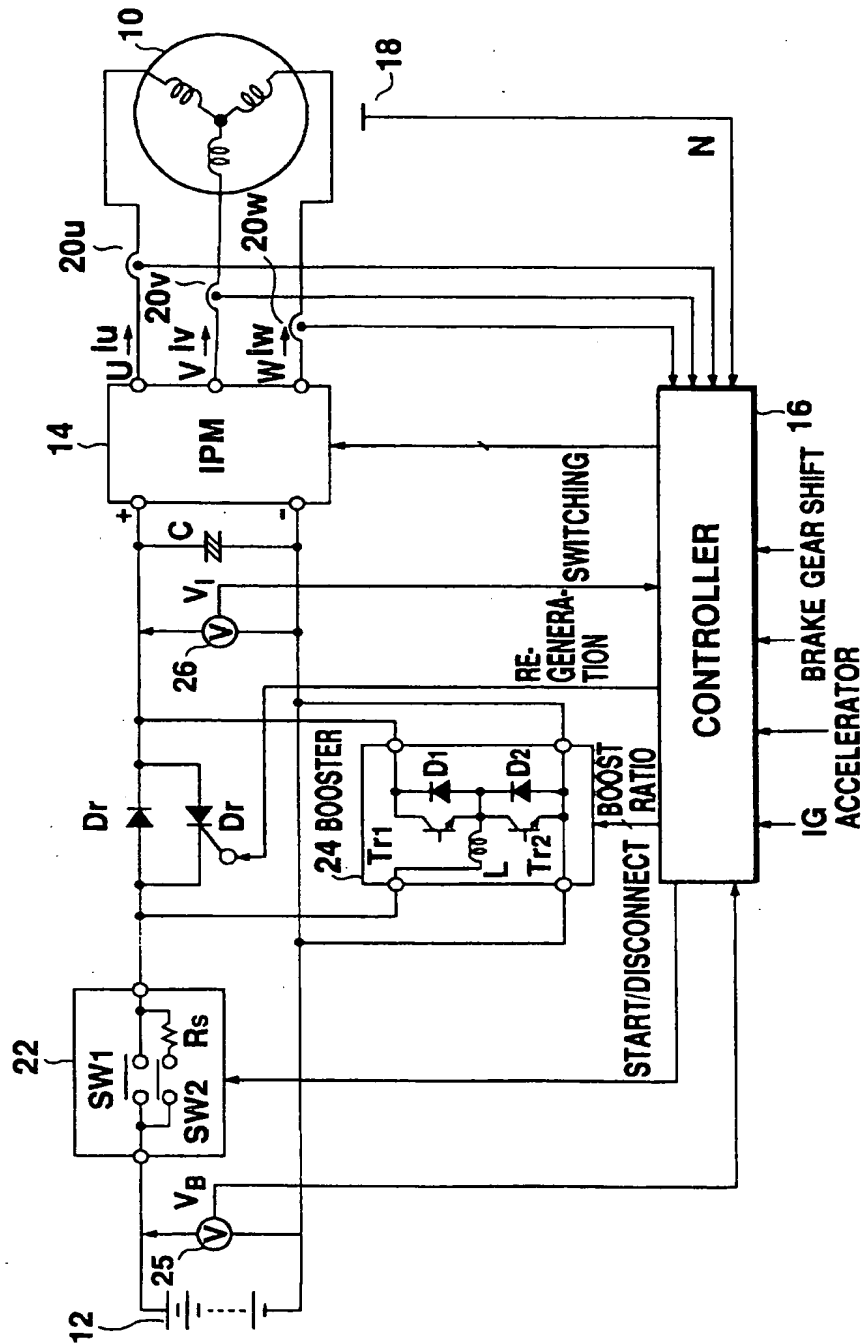 10
18
20u
20v
20w
N
U iu
V iv
W iw
14
IPM
+
-
C
VI
V
26
SWITCHING
RE-
GENERA-
TION
16
CONTROLLER
BRAKE GEAR SHIFT
ACCELERATOR
IG
Dr
Dr
24 BOOSTER
Tr1
D1
D2
L
Tr2
BOOST
RATIO
START/DISCONNECT
22
SW1
SW2
Rs
VB
V
25
12